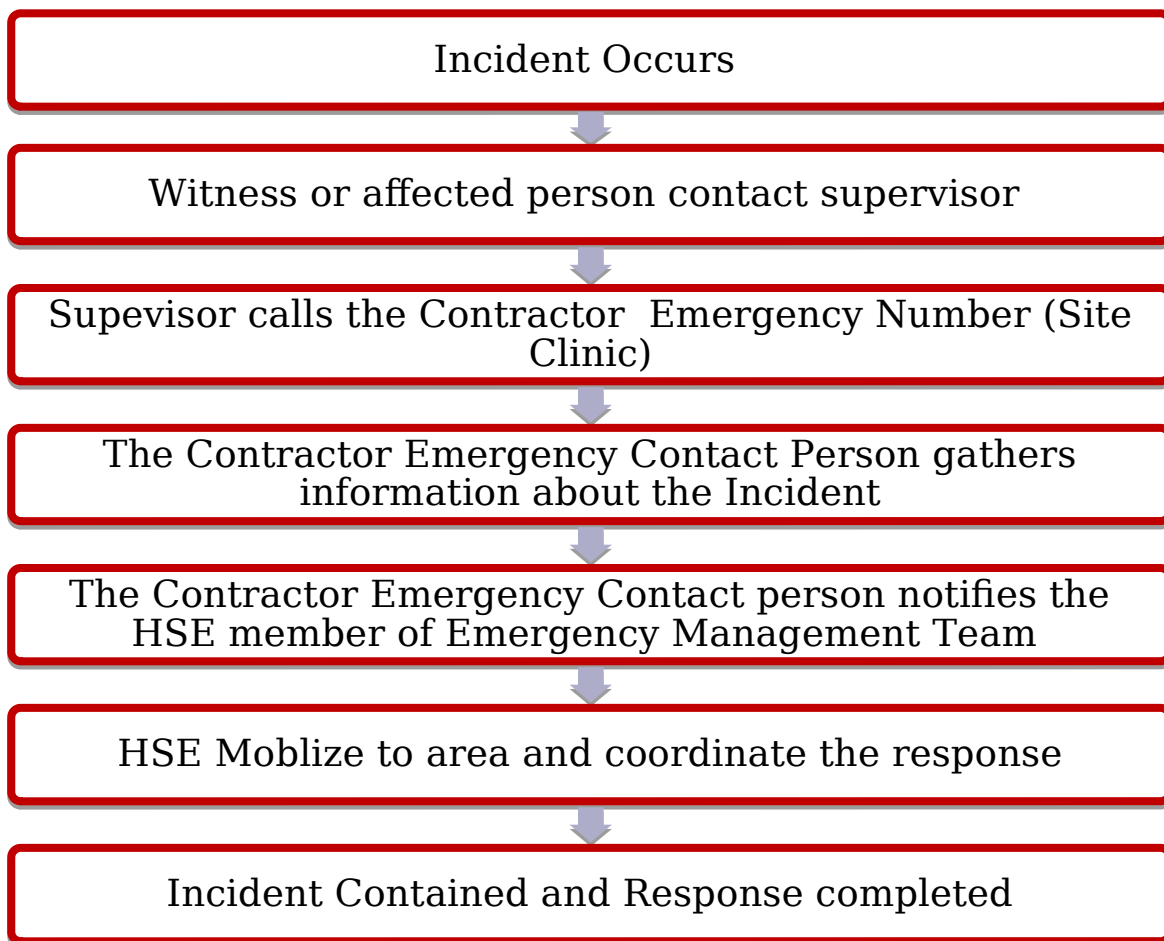 Incident Occurs
Witness or affected person contact supervisor
Supevisor calls the Contractor  Emergency Number (Site
Clinic)
The Contractor Emergency Contact Person gathers
information about the Incident
The Contractor Emergency Contact person notifies the
HSE member of Emergency Management Team
HSE Moblize to area and coordinate the response
Incident Contained and Response completed